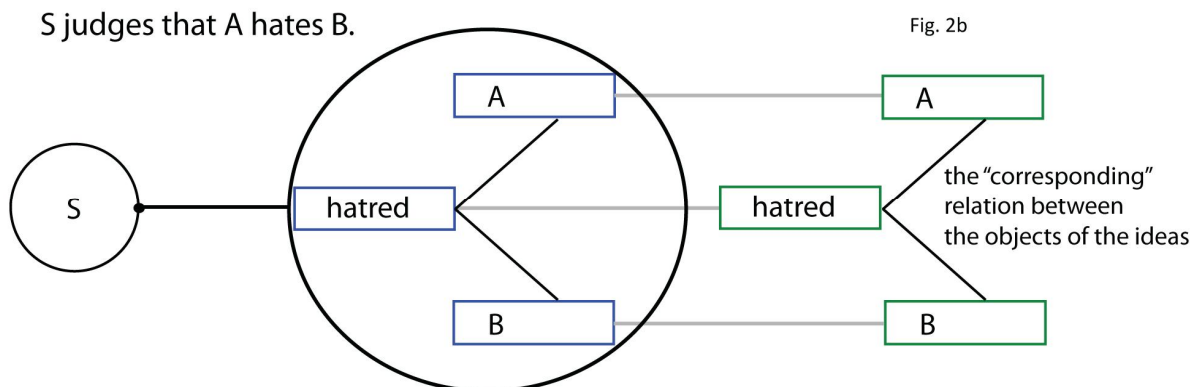 S judges that A hates B.
Fig. 2b
A
A
S
hatred
hatred
the “corresponding”
relation between
the objects of the ideas
B
B